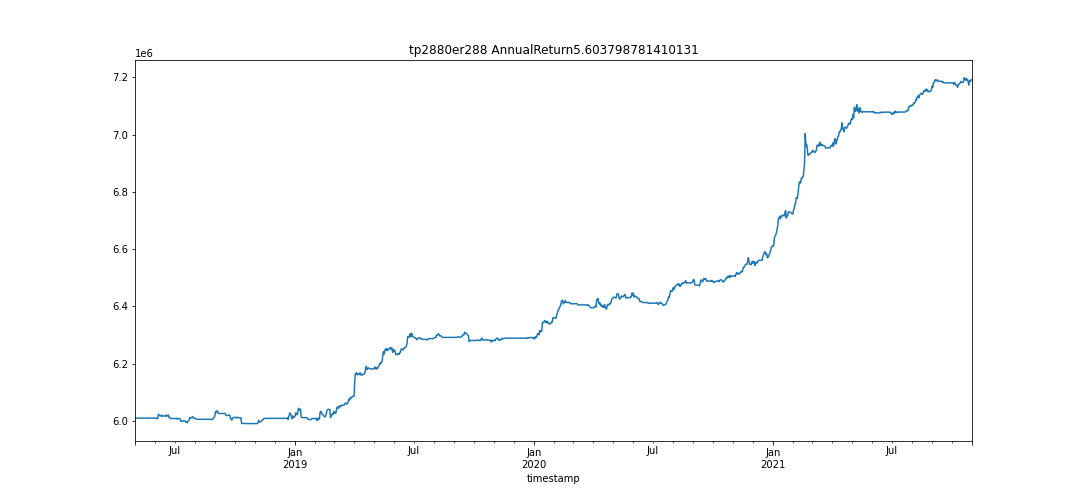 tp2880er288 AnnualReturn5.603798781410131
1e6
7.2
7.0
6.8
6.6
6.4
6.2
6.0
Jul
Jan
2019
Jul
Jan
2020
Jul
Jan
2021
Jul
timestamp